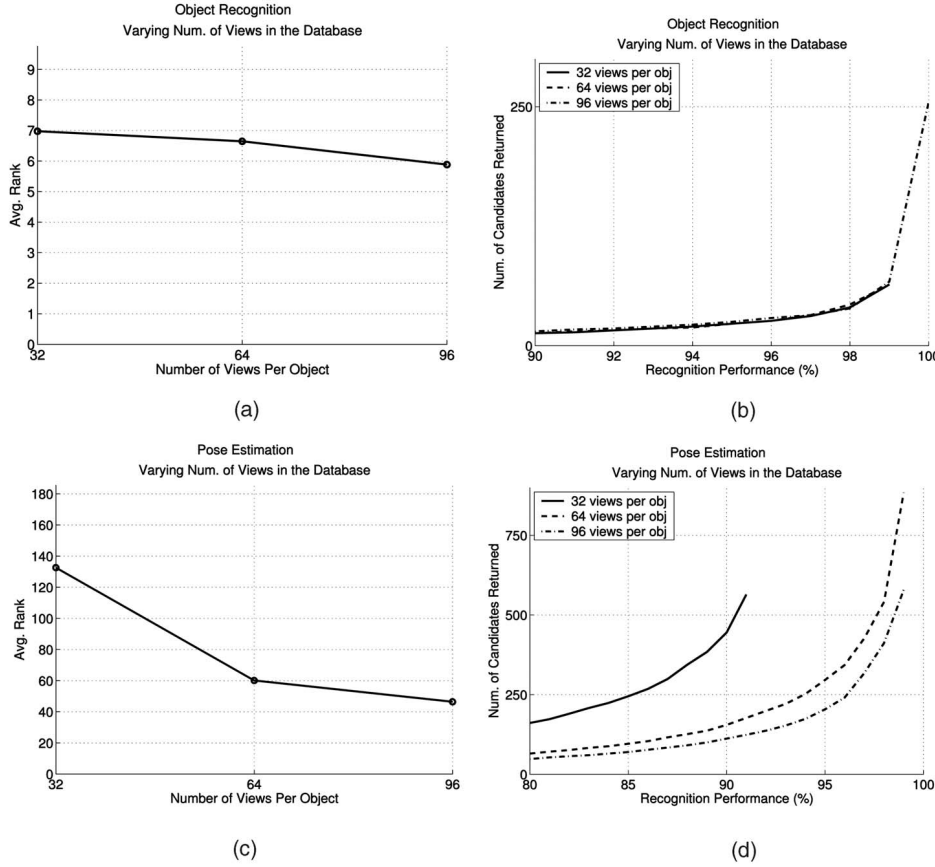 Object Recognition
Varying Num. of Views in the Database
9
8
7
6
5
4
3
2
1
0
Avg. Rank
32
64
96
Number of Views Per Object
(a)
Object Recognition
Varying Num. of Views in the Database
32 views per obj
64 views per obj
96 views per obj
250
0
Num. of Candidates Returned
90
92
94
96
98
100
Recognition Performance (%)
(b)
Pose Estimation
Varying Num. of Views in the Database
180
160
140
120
100
80
60
40
20
0
Avg. Rank
32
64
96
Number of Views Per Object
(c)
Pose Estimation
Varying Num. of Views in the Database
32 views per obj
64 views per obj
96 views per obj
750
500
250
0
Num. of Candidates Returned
80
85
90
95
100
Recognition Performance (%)
(d)